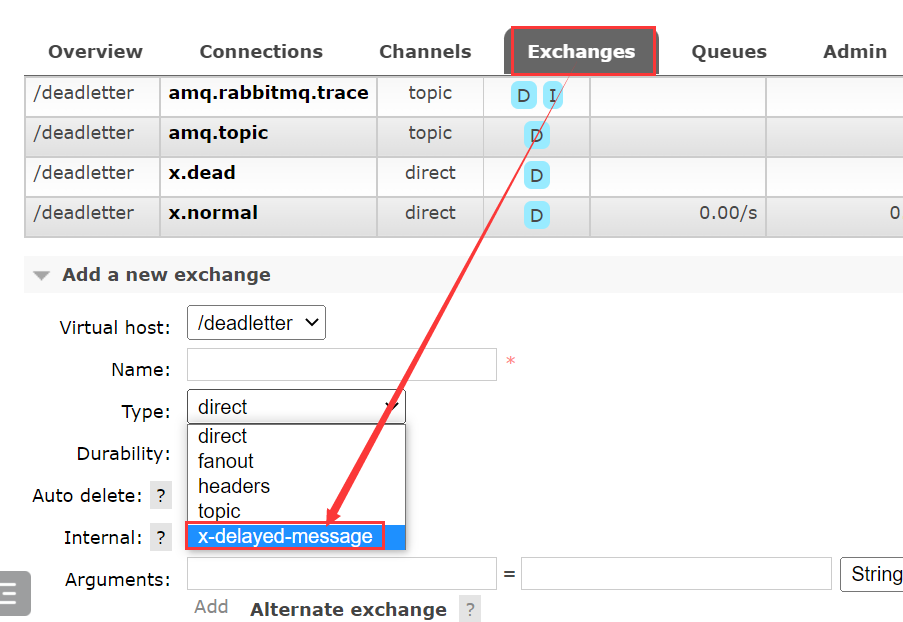 Overview Connections Channels Exchanges Queues Admin
/deadletter amq.rabbitmq.trace topic D I
/deadletter amq.topic topic D
/deadletter x.dead direct D
/deadletter x.normal direct D 0.00/s 0
Add a new exchange
Virtual host: /deadletter
Name: *
Type: direct
direct
Durability:
fanout
headers
Auto delete: ?
topic
Internal: ? x-delayed-message
Arguments: = String
Add Alternate exchange ?